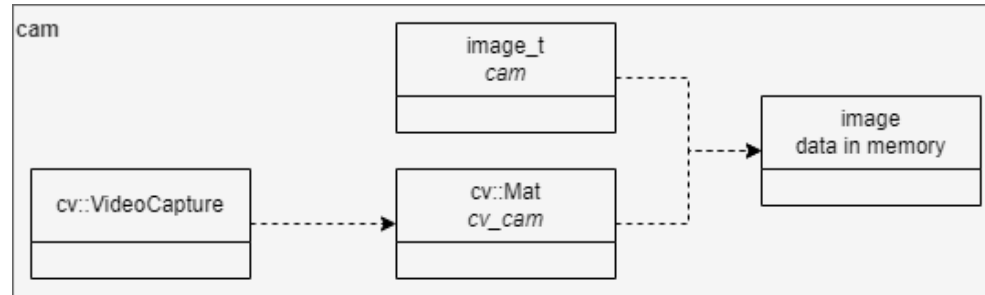 cam
image_t
cam
image
data in memory
cv::VideoCapture
cv::Mat
cv_cam